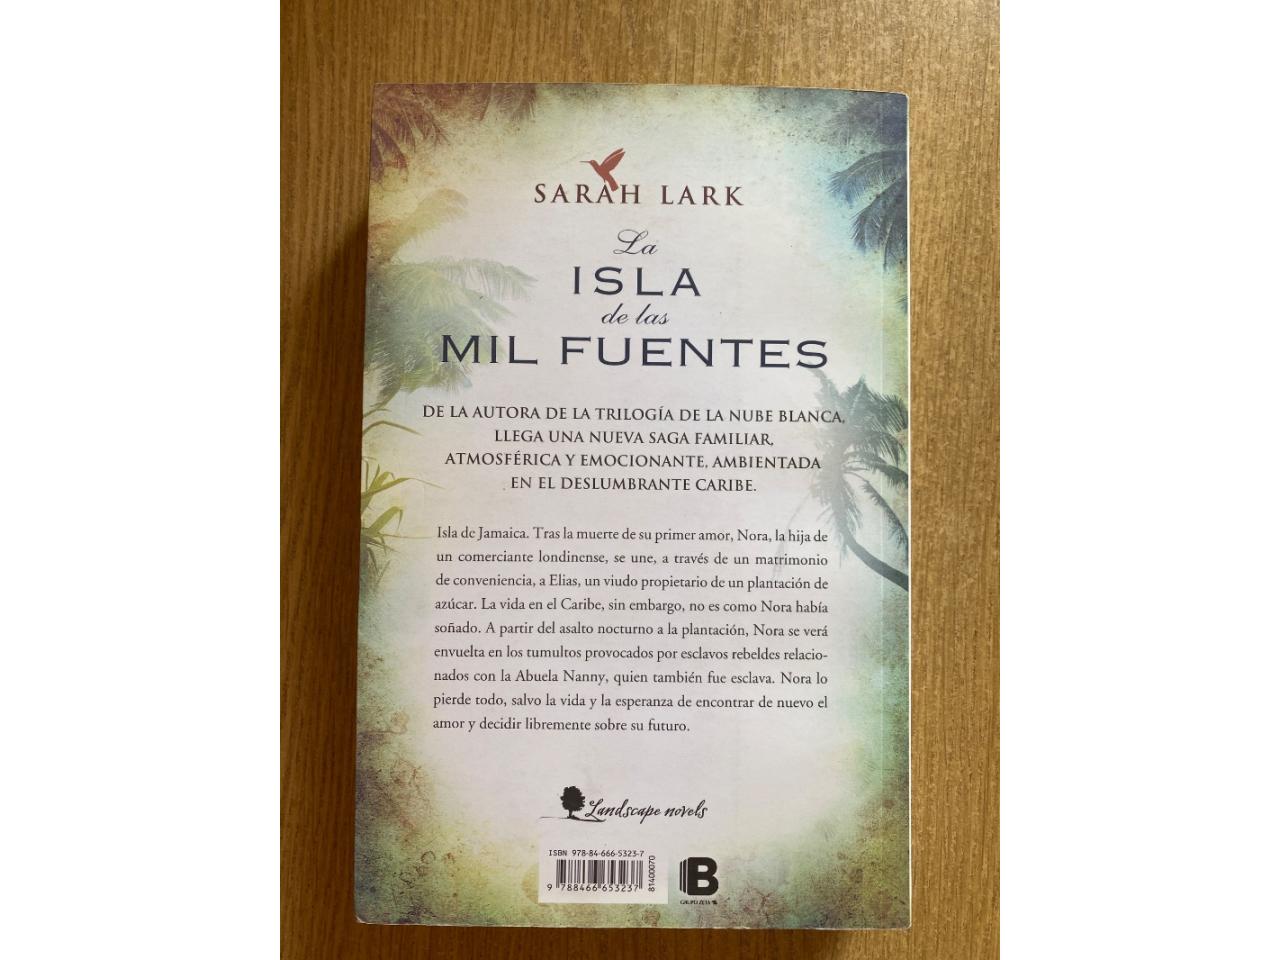 SARAH LARK
La
ISLA
de las
MIL FUENTES
DE LA AUTORA DE LA TRILOGÍA DE LA NUBE BLANCA,
LLEGA UNA NUEVA SAGA FAMILIAR,
ATMOSFÉRICA Y EMOCIONANTE, AMBIENTADA
EN EL DESLUMBRANTE CARIBE.
Isla de Jamaica. Tras la muerte de su primer amor, Nora, la hija de
un comerciante londinense, se une, a través de un matrimonio
de conveniencia, a Elias, un viudo propietario de un plantación de
azúcar. La vida en el Caribe, sin embargo, no es como Nora había
soñado. A partir del asalto nocturno a la plantación, Nora se verá
envuelta en los tumultos provocados por esclavos rebeldes relacio-
nados con la Abuela Nanny, quien también fue esclava. Nora lo
pierde todo, salvo la vida y la esperanza de encontrar de nuevo el
amor y decidir libremente sobre su futuro.
Landscape novels
ISBN 978-84-666-5323-7
9 788466 653237
81400070
B
GRUPO ZETA